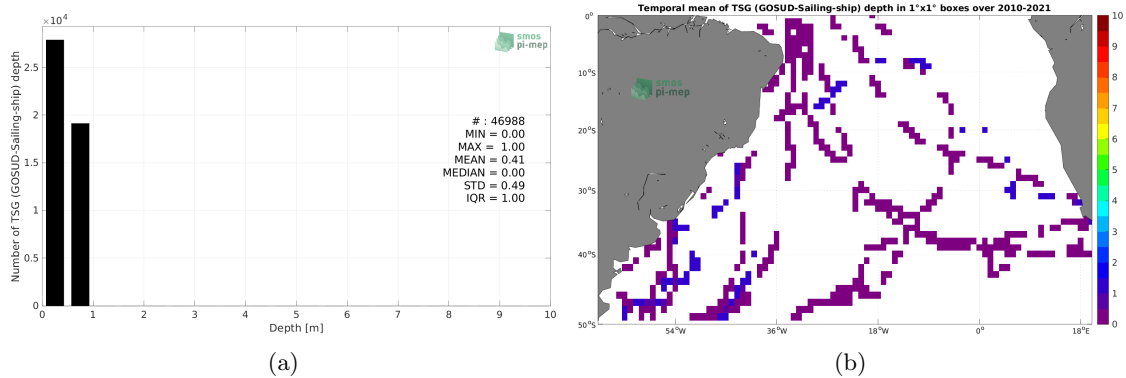 ×10⁴
2.5
2
1.5
1
0.5
0
Number of TSG (GOSUD-Sailing-ship) depth
0 1 2 3 4 5 6 7 8 9 10
Depth [m]
smos
pi-mep
# : 46988
MIN = 0.00
MAX = 1.00
MEAN = 0.41
MEDIAN = 0.00
STD = 0.49
IQR = 1.00
(a)
Temporal mean of TSG (GOSUD-Sailing-ship) depth in 1°x1° boxes over 2010-2021
0°
10°S
20°S
30°S
40°S
50°S
54°W 36°W 18°W 0° 18°E
smos
pi-mep
10
9
8
7
6
5
4
3
2
1
0
(b)